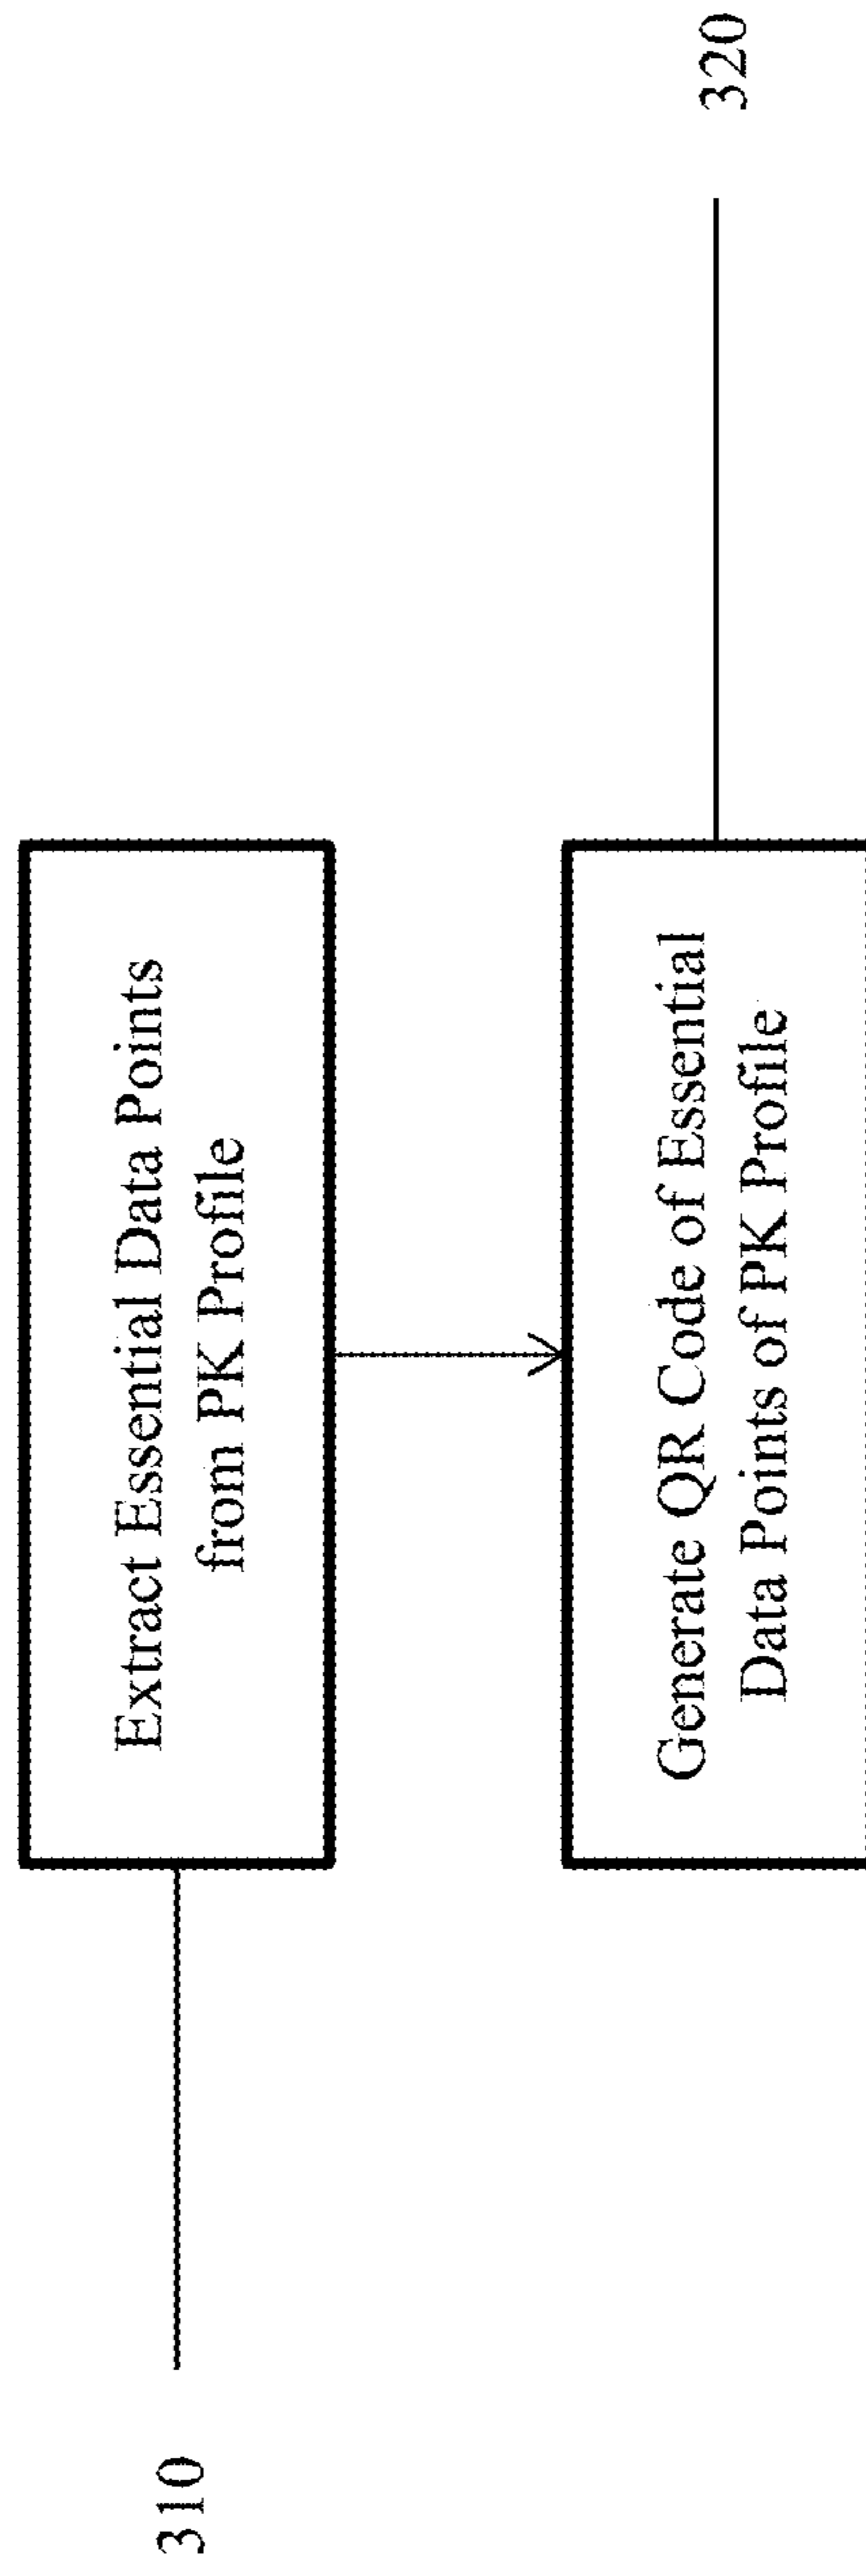 310
Extract Essential Data Points
from PK Profile
Generate QR Code of Essential
Data Points of PK Profile
320